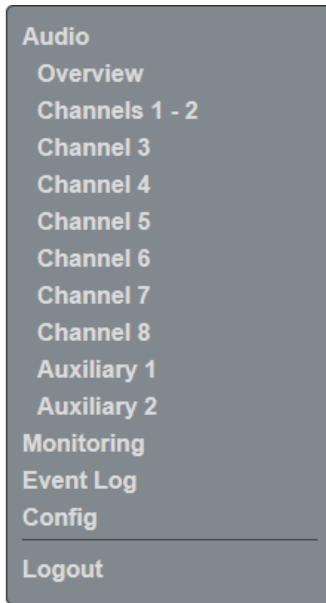 Audio
Overview
Channels 1 - 2
Channel 3
Channel 4
Channel 5
Channel 6
Channel 7
Channel 8
Auxiliary 1
Auxiliary 2
Monitoring
Event Log
Config
Logout